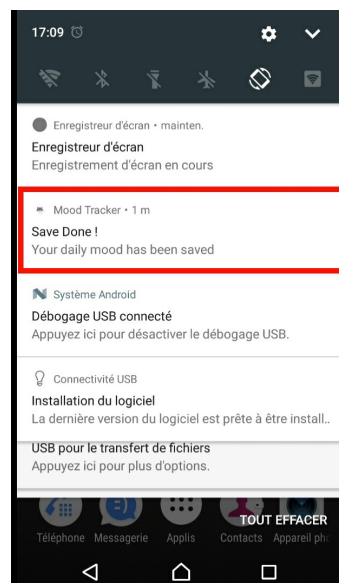 17:09
Enregistreur d'écran • mainten.
Enregistreur d'écran
Enregistrement d'écran en cours
Mood Tracker • 1 m
Save Done !
Your daily mood has been saved
Système Android
Débogage USB connecté
Appuyez ici pour désactiver le débogage USB.
Connectivité USB
Installation du logiciel
La dernière version du logiciel est prête à être install..
USB pour le transfert de fichiers
Appuyez ici pour plus d'options.
TOUT EFFACER
Téléphone Messagerie Applis Contacts Appareil pho